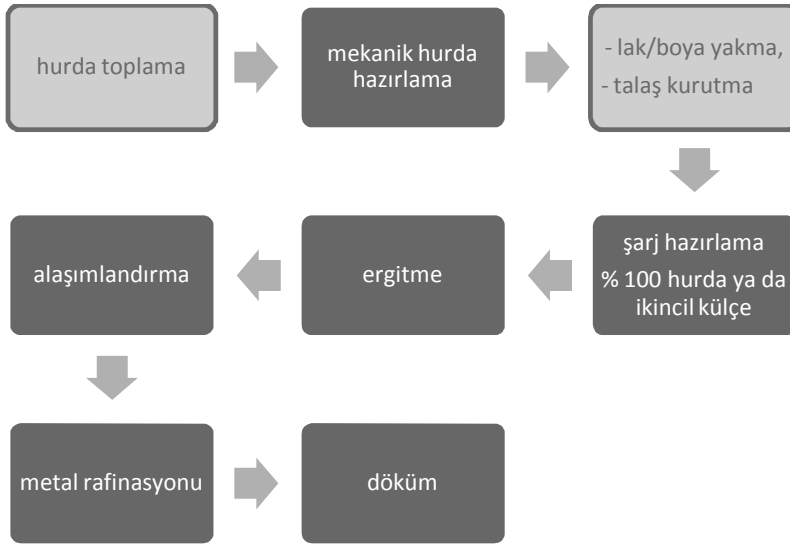 hurda toplama
mekanik hurda
hazırlama
- lak/boya yakma,
- talaş kurutma
şarj hazırlama
% 100 hurda ya da
ikincil külçe
ergitme
alaşımlandırma
metal rafinasyonu
döküm